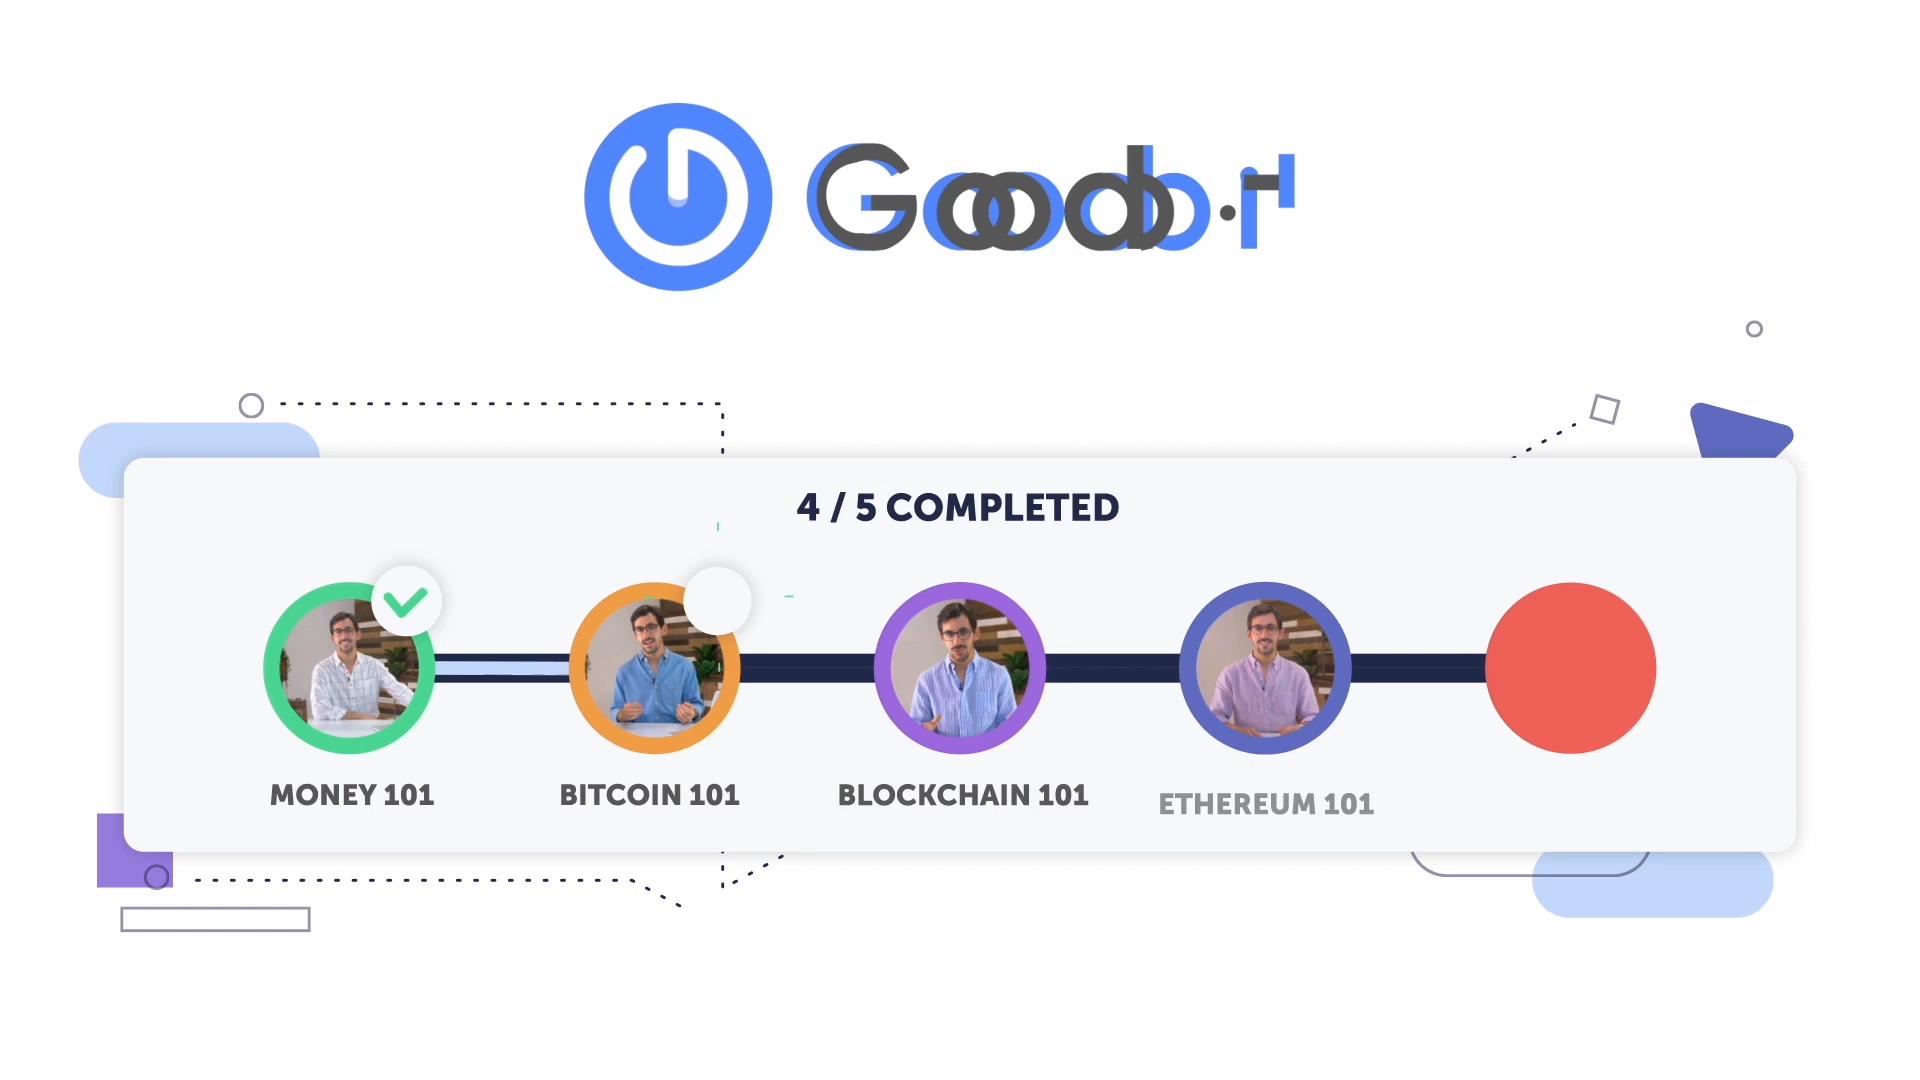 4 / 5 COMPLETED
MONEY 101
BITCOIN 101
BLOCKCHAIN 101
ETHEREUM 101